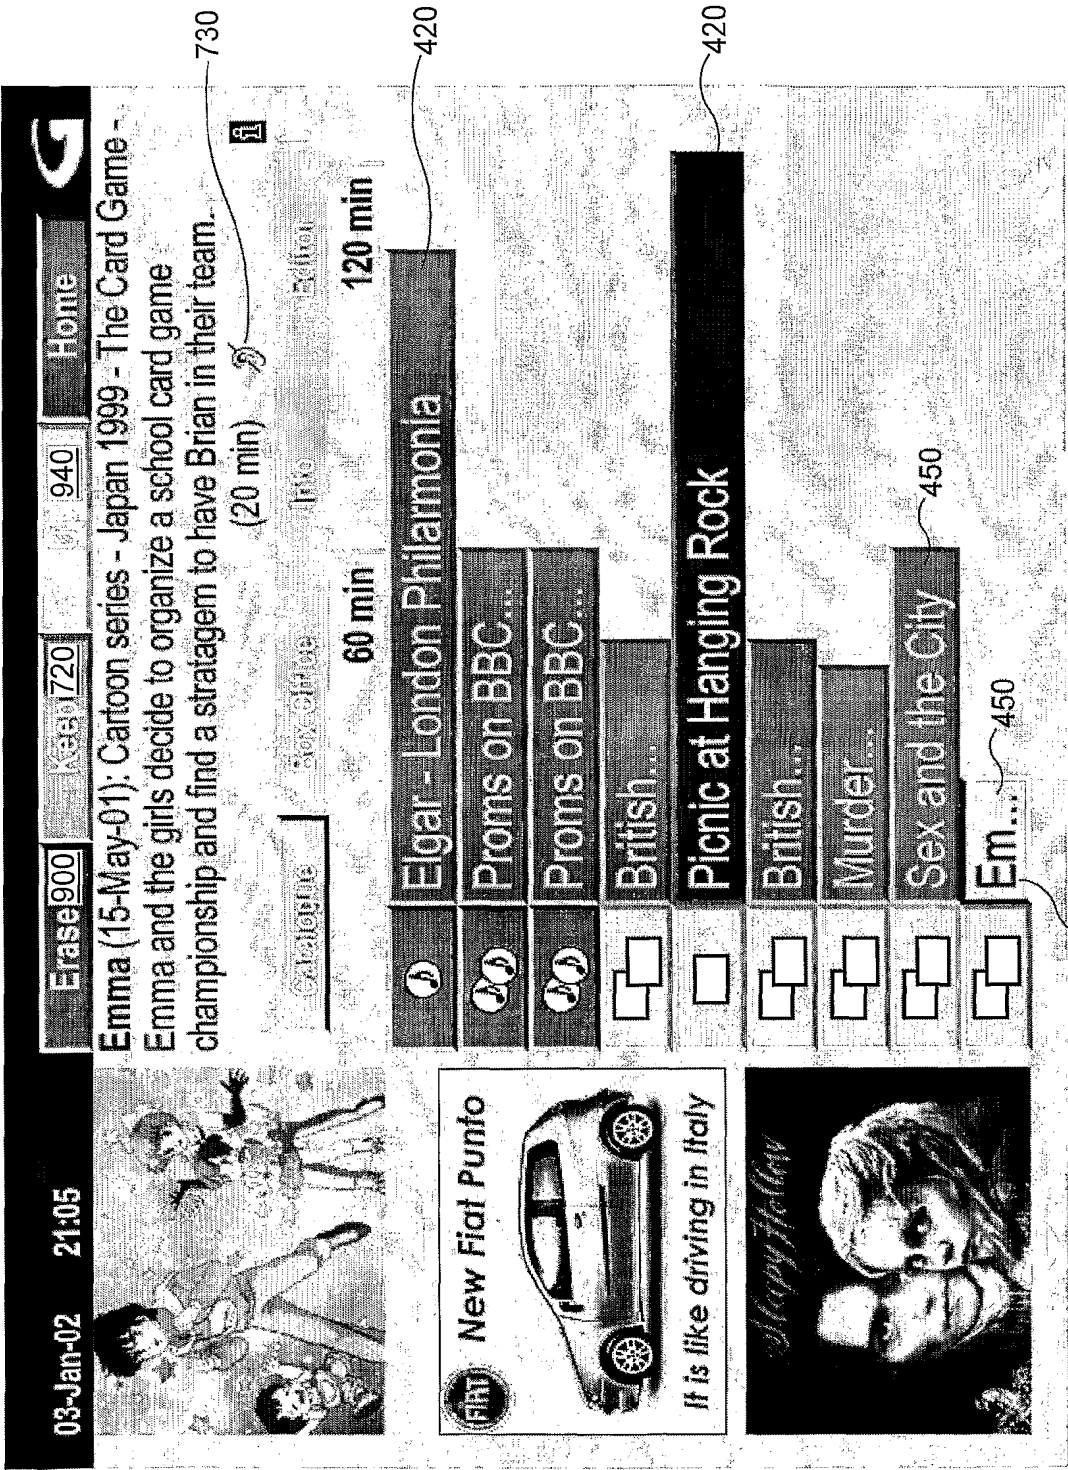 03-Jan-02 21:05
Erase 900
Keep 720
940
Home
G
Emma (15-May-01): Cartoon series - Japan 1999 - The Card Game -
Emma and the girls decide to organize a school card game
championship and find a stratagem to have Brian in their team.
(20 min)
730
Catalogue
Box-office
Info
Edition
60 min
120 min
Elgar - London Philarmonia
420
Proms on BBC...
Proms on BBC...
British...
Picnic at Hanging Rock
420
British...
Murder...
Sex and the City
450
Em...
450
FIAT
New Fiat Punto
It is like driving in Italy
Sleepy Hollow